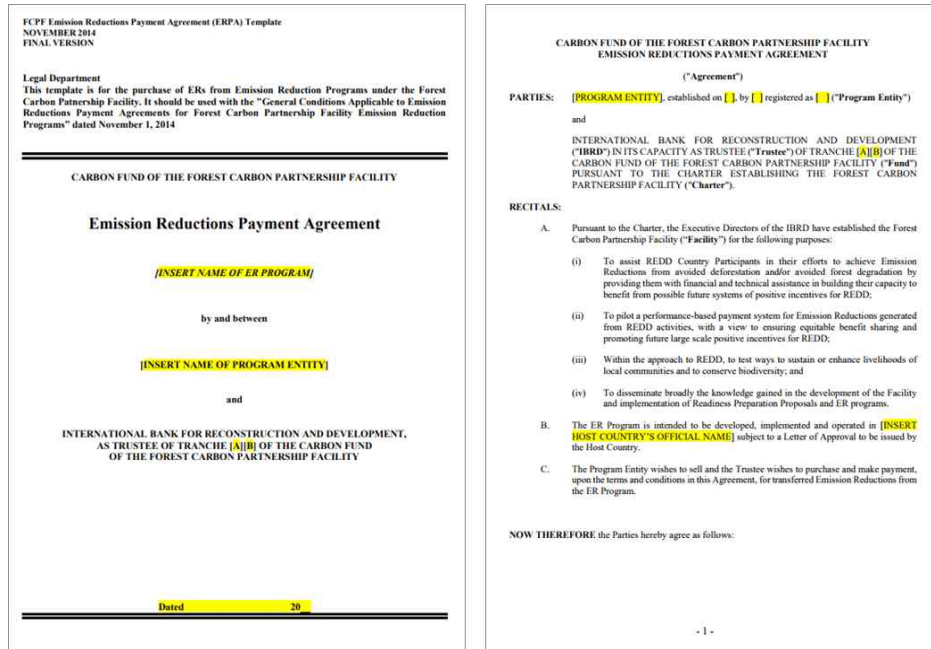 FCPF Emission Reductions Payment Agreement (ERPA) Template
NOVEMBER 2014
FINAL VERSION
Legal Department
This template is for the purchase of ERs from Emission Reduction Programs under the Forest
Carbon Patnership Facility. It should be used with the "General Conditions Applicable to Emission
Reductions Payment Agreements for Forest Carbon Partnership Facility Emission Reduction
Programs" dated November 1, 2014
CARBON FUND OF THE FOREST CARBON PARTNERSHIP FACILITY
Emission Reductions Payment Agreement
[INSERT NAME OF ER PROGRAM]
by and between
[INSERT NAME OF PROGRAM ENTITY]
and
INTERNATIONAL BANK FOR RECONSTRUCTION AND DEVELOPMENT,
AS TRUSTEE OF TRANCHE [A][B] OF THE CARBON FUND
OF THE FOREST CARBON PARTNERSHIP FACILITY
Dated 20__
CARBON FUND OF THE FOREST CARBON PARTNERSHIP FACILITY
EMISSION REDUCTIONS PAYMENT AGREEMENT
("Agreement")
PARTIES: [PROGRAM ENTITY], established on [ ], by [ ] registered as [ ] ("Program Entity")
and
INTERNATIONAL BANK FOR RECONSTRUCTION AND DEVELOPMENT
("IBRD") IN ITS CAPACITY AS TRUSTEE ("Trustee") OF TRANCHE [A][B] OF THE
CARBON FUND OF THE FOREST CARBON PARTNERSHIP FACILITY ("Fund")
PURSUANT TO THE CHARTER ESTABLISHING THE FOREST CARBON
PARTNERSHIP FACILITY ("Charter").
RECITALS:
A. Pursuant to the Charter, the Executive Directors of the IBRD have established the Forest
Carbon Partnership Facility ("Facility") for the following purposes:
(i) To assist REDD Country Participants in their efforts to achieve Emission
Reductions from avoided deforestation and/or avoided forest degradation by
providing them with financial and technical assistance in building their capacity to
benefit from possible future systems of positive incentives for REDD;
(ii) To pilot a performance-based payment system for Emission Reductions generated
from REDD activities, with a view to ensuring equitable benefit sharing and
promoting future large scale positive incentives for REDD;
(iii) Within the approach to REDD, to test ways to sustain or enhance livelihoods of
local communities and to conserve biodiversity; and
(iv) To disseminate broadly the knowledge gained in the development of the Facility
and implementation of Readiness Preparation Proposals and ER programs.
B. The ER Program is intended to be developed, implemented and operated in [INSERT
HOST COUNTRY'S OFFICIAL NAME] subject to a Letter of Approval to be issued by
the Host Country.
C. The Program Entity wishes to sell and the Trustee wishes to purchase and make payment,
upon the terms and conditions in this Agreement, for transferred Emission Reductions from
the ER Program.
NOW THEREFORE the Parties hereby agree as follows:
- 1 -